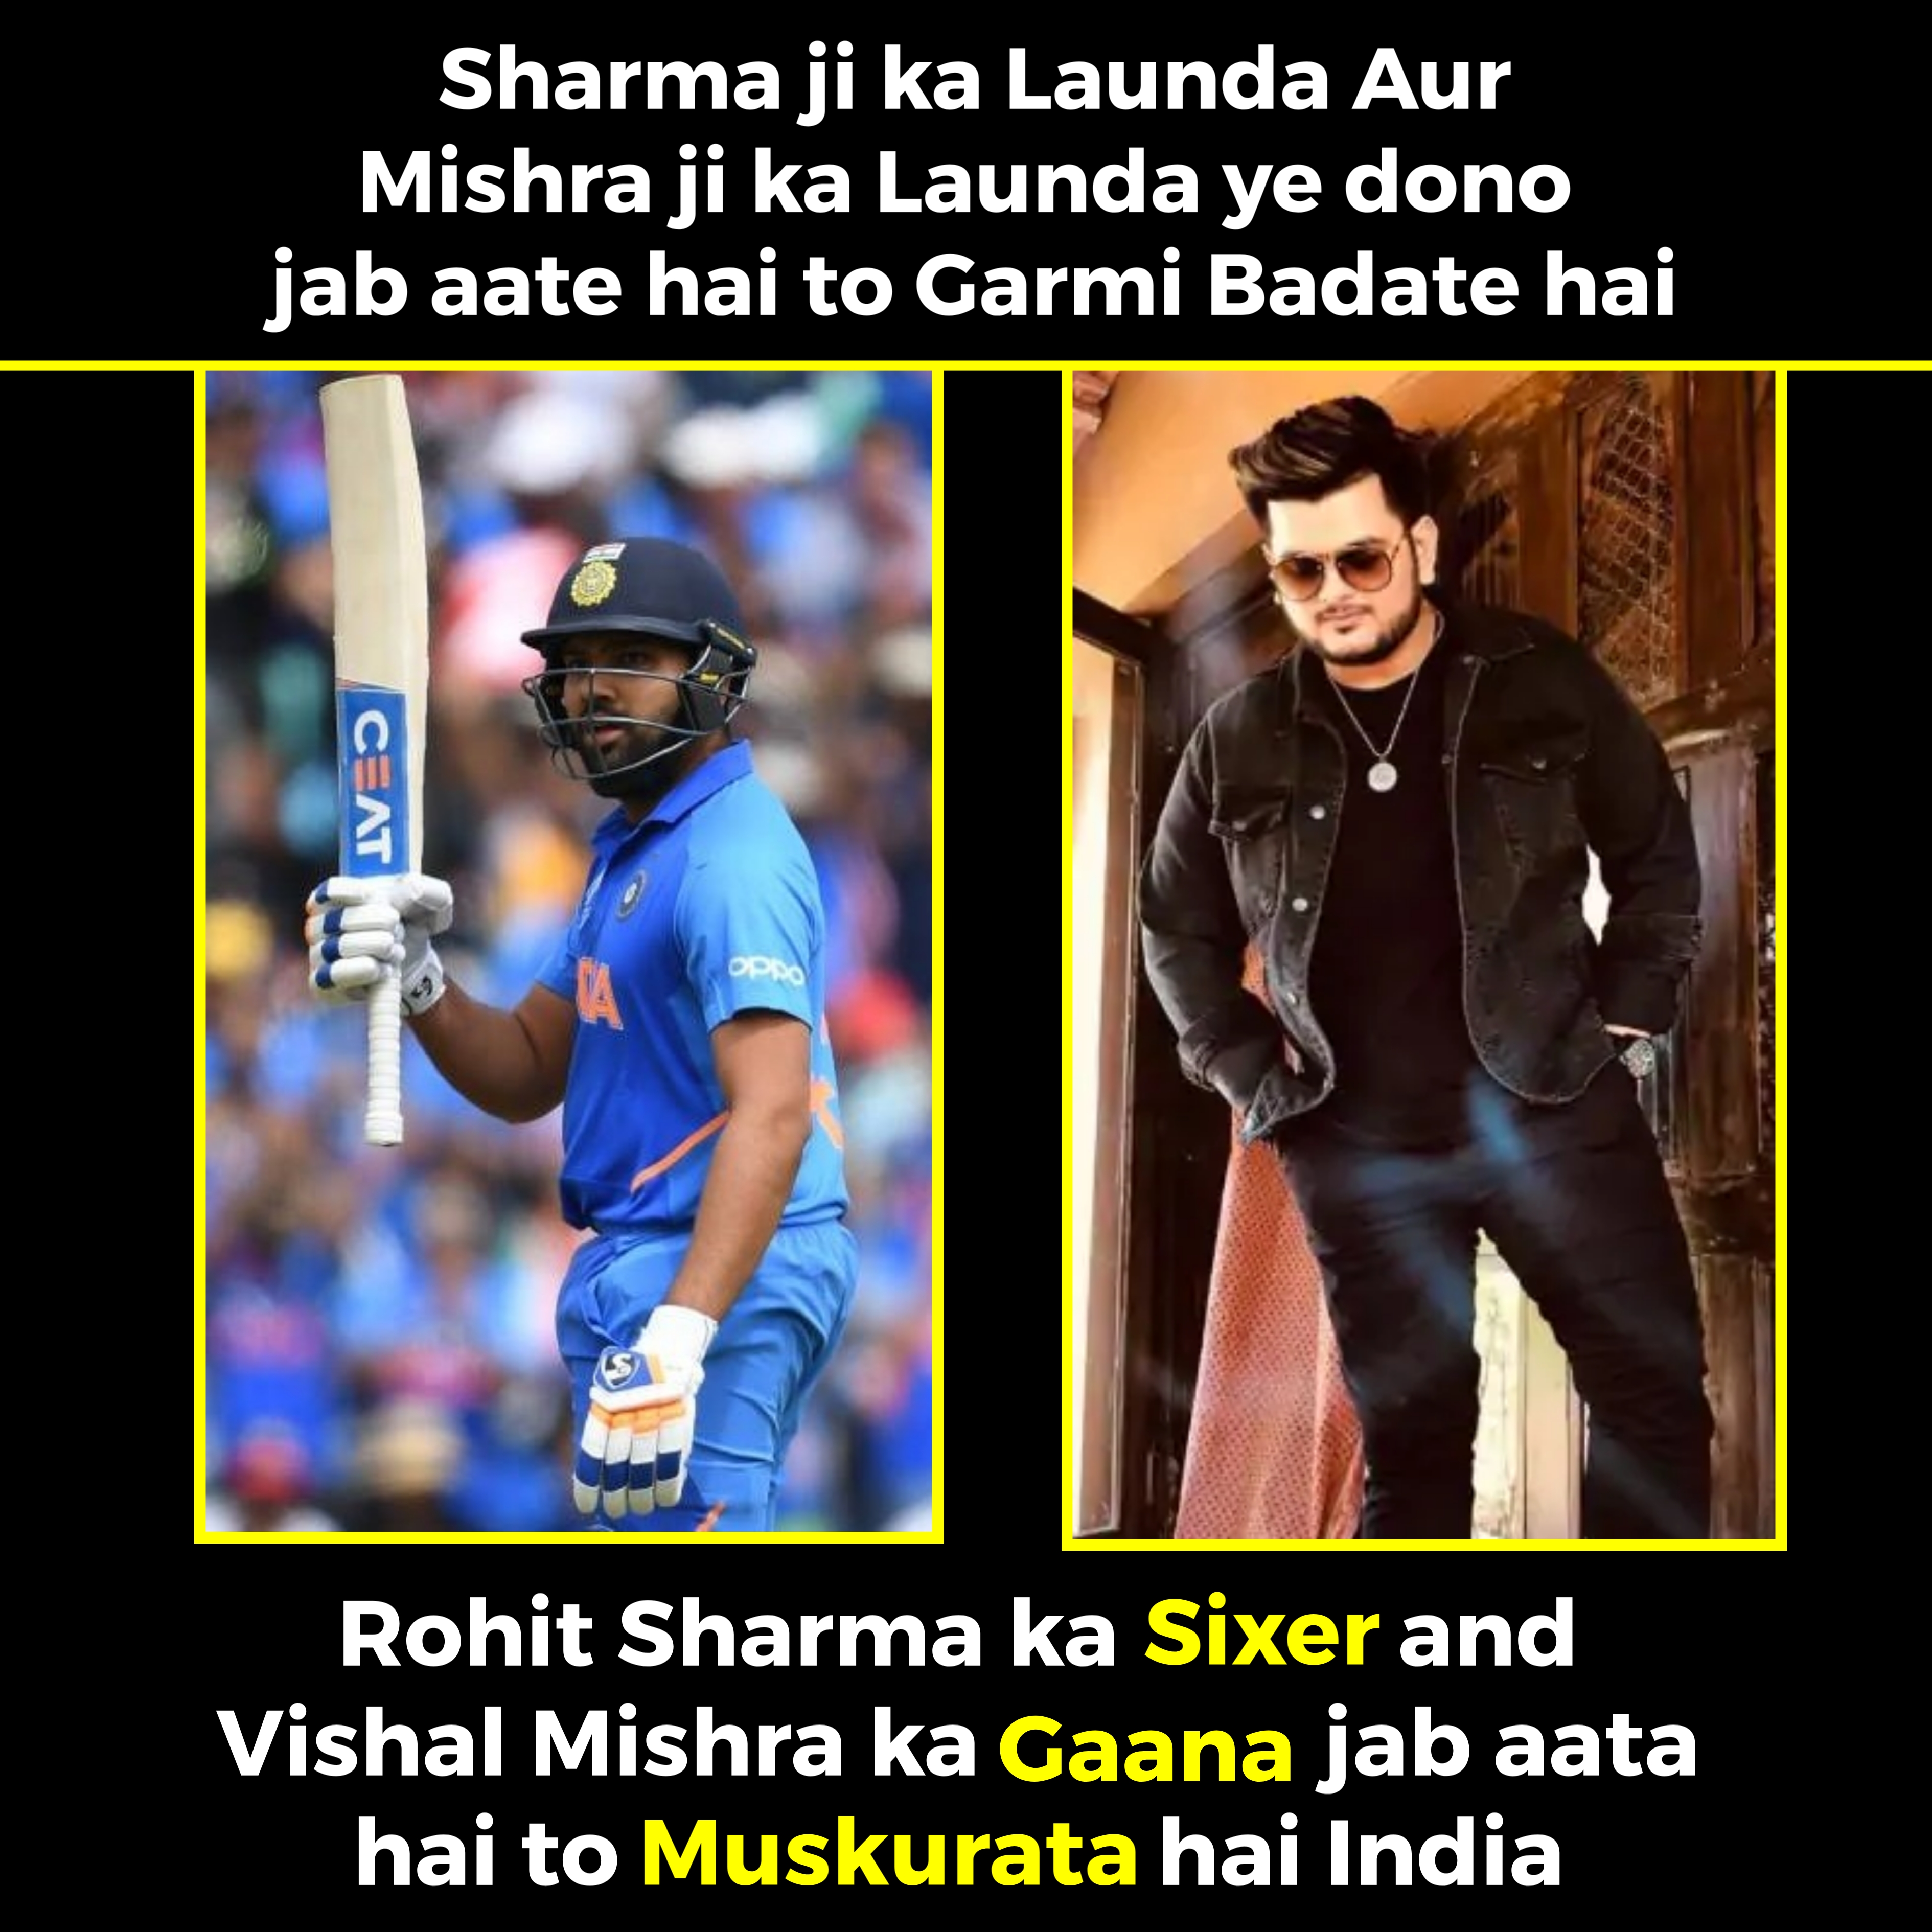 Sharma ji ka Launda Aur
Mishra ji ka Launda ye dono
jab aate hai to Garmi Badate hai
CEAT
oppo
Rohit Sharma ka Sixer and
Vishal Mishra ka Gaana jab aata
hai to Muskurata hai India